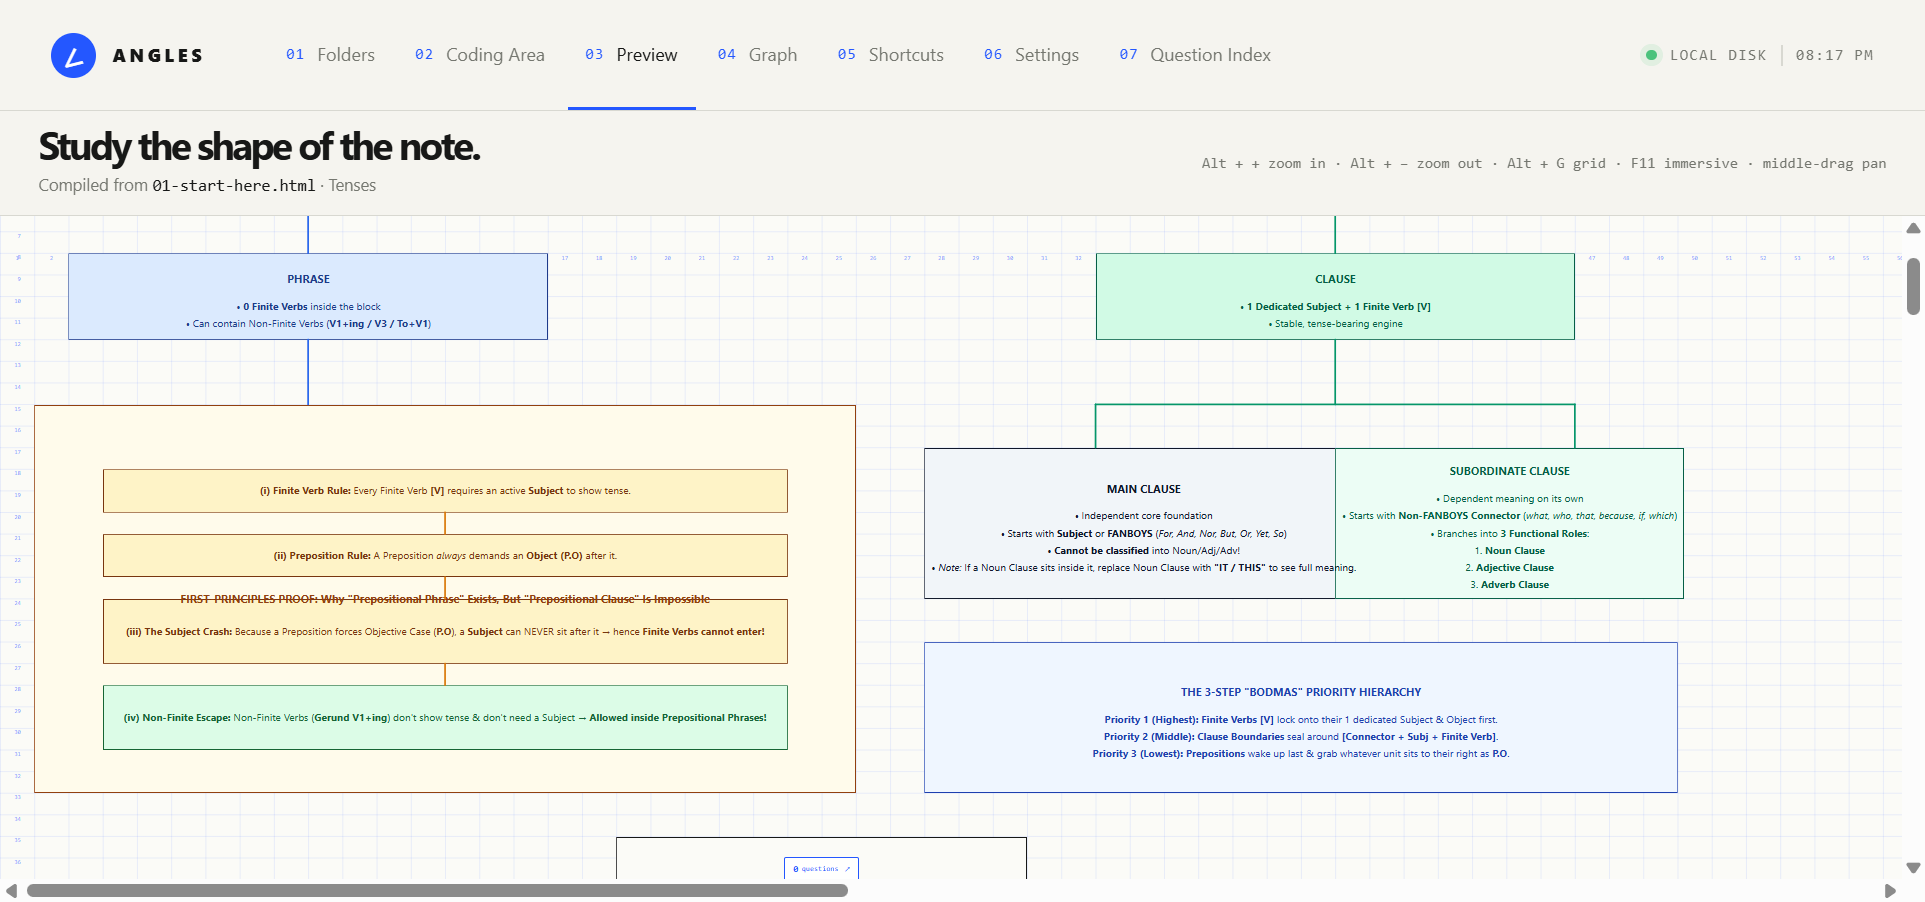 ANGLES
01 Folders
02 Coding Area
03 Preview
04 Graph
05 Shortcuts
06 Settings
07 Question Index
LOCAL DISK
08:17 PM
Study the shape of the note.
Compiled from 01-start-here.html · Tenses
Alt + + zoom in · Alt + – zoom out · Alt + G grid · F11 immersive · middle-drag pan
PHRASE
• 0 Finite Verbs inside the block
• Can contain Non-Finite Verbs (V1+ing / V3 / To+V1)
CLAUSE
• 1 Dedicated Subject + 1 Finite Verb [V]
• Stable, tense-bearing engine
(i) Finite Verb Rule: Every Finite Verb [V] requires an active Subject to show tense.
(ii) Preposition Rule: A Preposition always demands an Object (P.O) after it.
FIRST-PRINCIPLES PROOF: Why "Prepositional Phrase" Exists, But "Prepositional Clause" Is Impossible
(iii) The Subject Crash: Because a Preposition forces Objective Case (P.O), a Subject can NEVER sit after it → hence Finite Verbs cannot enter!
(iv) Non-Finite Escape: Non-Finite Verbs (Gerund V1+ing) don't show tense & don't need a Subject → Allowed inside Prepositional Phrases!
MAIN CLAUSE
• Independent core foundation
• Starts with Subject or FANBOYS (For, And, Nor, But, Or, Yet, So)
• Cannot be classified into Noun/Adj/Adv!
• Note: If a Noun Clause sits inside it, replace Noun Clause with "IT / THIS" to see full meaning.
SUBORDINATE CLAUSE
• Dependent meaning on its own
• Starts with Non-FANBOYS Connector (what, who, that, because, if, which)
• Branches into 3 Functional Roles:
1. Noun Clause
2. Adjective Clause
3. Adverb Clause
THE 3-STEP "BODMAS" PRIORITY HIERARCHY
Priority 1 (Highest): Finite Verbs [V] lock onto their 1 dedicated Subject & Object first.
Priority 2 (Middle): Clause Boundaries seal around [Connector + Subj + Finite Verb].
Priority 3 (Lowest): Prepositions wake up last & grab whatever unit sits to their right as P.O.
0 questions ↗